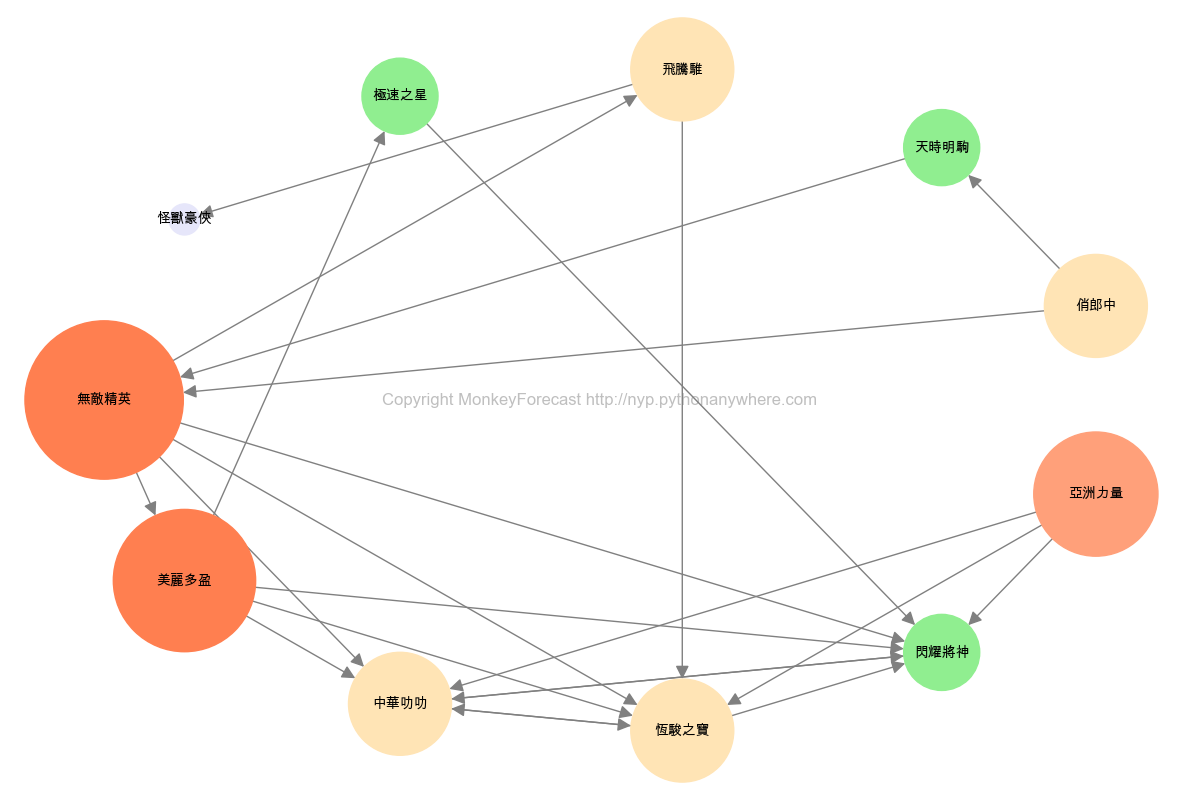 飛騰騅
極速之星
天時明駒
怪獸豪俠
俏郎中
無敵精英
Copyright MonkeyForecast http://nyp.pythonanywhere.com
亞洲力量
美麗多盈
閃耀將神
中華叻叻
恆駿之寶